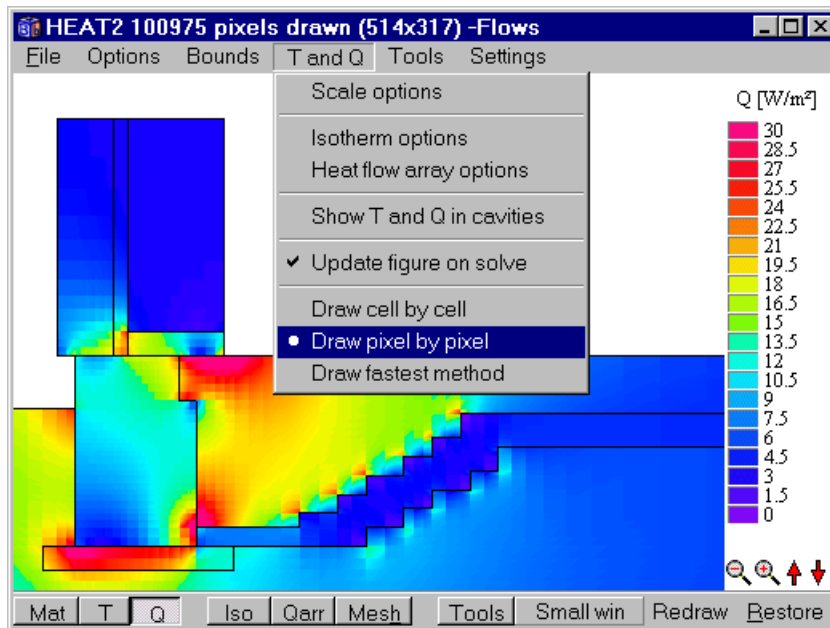 HEAT2 100975 pixels drawn (514x317) -Flows
File Options Bounds T and Q Tools Settings
Scale options
Isotherm options
Heat flow array options
Show T and Q in cavities
Update figure on solve
Draw cell by cell
Draw pixel by pixel
Draw fastest method
Q [W/m²]
30
28.5
27
25.5
24
22.5
21
19.5
18
16.5
15
13.5
12
10.5
9
7.5
6
4.5
3
1.5
0
Mat T Q Iso Qarr Mesh Tools Small win Redraw Restore